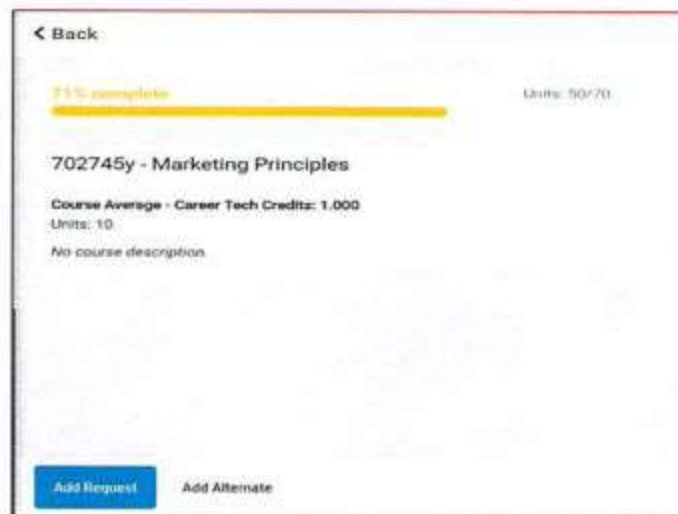 Back
71% complete
Units: 50/70
702745y - Marketing Principles
Course Average - Career Tech Credits: 1.000
Units: 10
No course description.
Add Request
Add Alternate